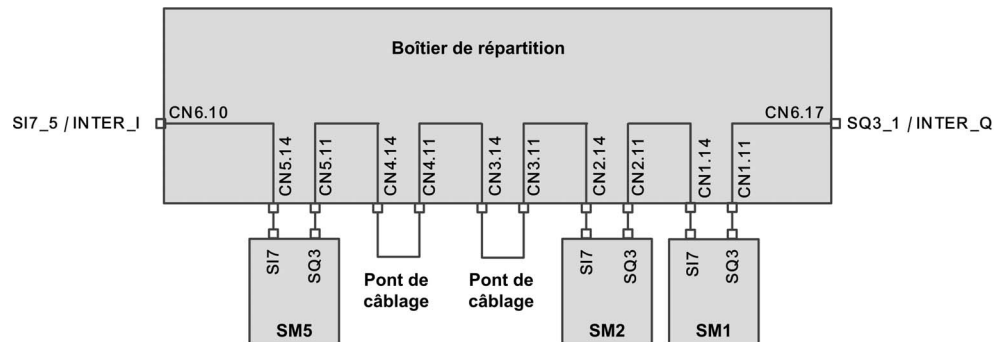 Boîtier de répartition
SI7_5 / INTER_I
CN6.10
CN6.17
SQ3_1 / INTER_Q
CN5.14
CN5.11
CN4.14
CN4.11
CN3.14
CN3.11
CN2.14
CN2.11
CN1.14
CN1.11
SI7
SQ3
SM5
Pont de
câblage
Pont de
câblage
SI7
SQ3
SM2
SI7
SQ3
SM1